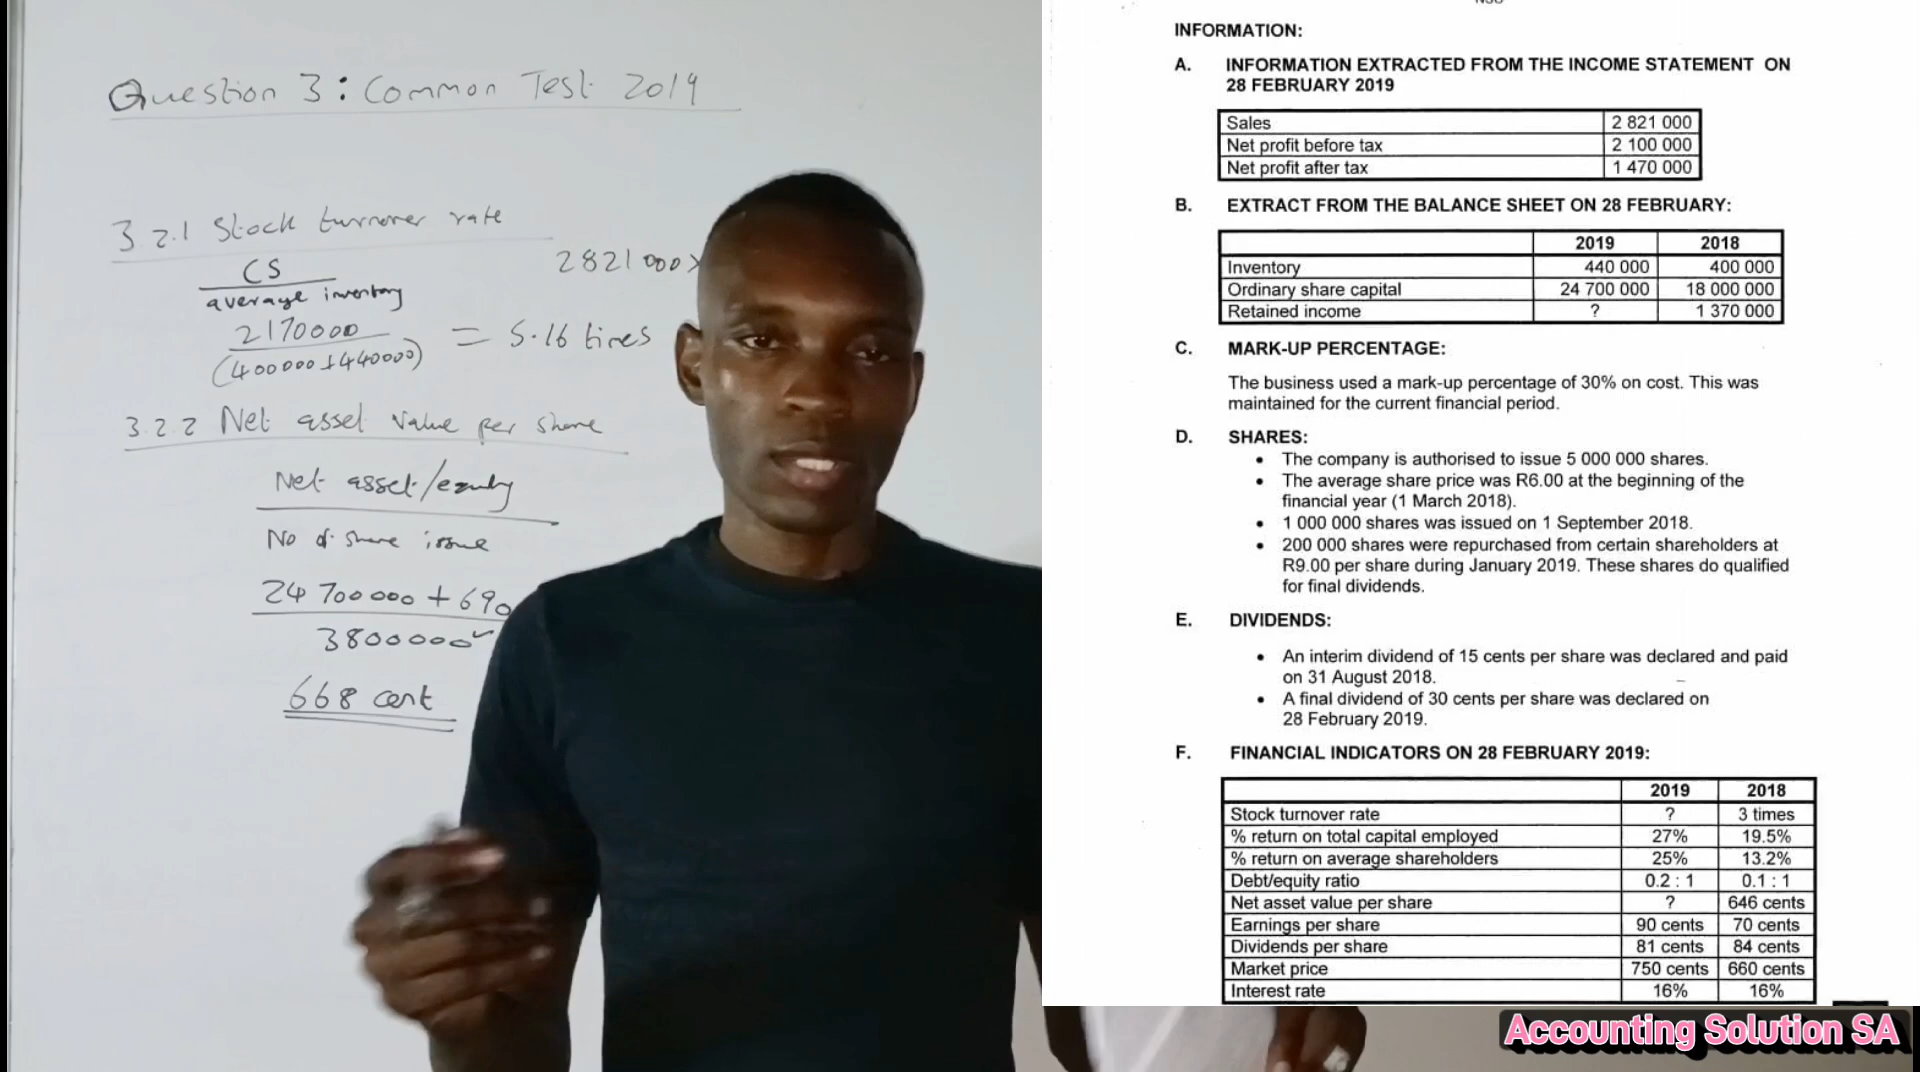 Question 3: Common Test 2019
3.2.1 Stock turnover rate
CS
average inventory
2821000x
2170000
(400000+440000)
= 5.16 times
3.2.2 Net asset value per share
Net asset/equity
No of share issue
24 700000 + 690
3800000
668 cent
INFORMATION:
A. INFORMATION EXTRACTED FROM THE INCOME STATEMENT ON
28 FEBRUARY 2019
Sales 2 821 000
Net profit before tax 2 100 000
Net profit after tax 1 470 000
B. EXTRACT FROM THE BALANCE SHEET ON 28 FEBRUARY:
2019 2018
Inventory 440 000 400 000
Ordinary share capital 24 700 000 18 000 000
Retained income ? 1 370 000
C. MARK-UP PERCENTAGE:
The business used a mark-up percentage of 30% on cost. This was
maintained for the current financial period.
D. SHARES:
• The company is authorised to issue 5 000 000 shares.
• The average share price was R6.00 at the beginning of the
financial year (1 March 2018).
• 1 000 000 shares was issued on 1 September 2018.
• 200 000 shares were repurchased from certain shareholders at
R9.00 per share during January 2019. These shares do qualified
for final dividends.
E. DIVIDENDS:
• An interim dividend of 15 cents per share was declared and paid
on 31 August 2018.
• A final dividend of 30 cents per share was declared on
28 February 2019.
F. FINANCIAL INDICATORS ON 28 FEBRUARY 2019:
2019 2018
Stock turnover rate ? 3 times
% return on total capital employed 27% 19.5%
% return on average shareholders 25% 13.2%
Debt/equity ratio 0.2 : 1 0.1 : 1
Net asset value per share ? 646 cents
Earnings per share 90 cents 70 cents
Dividends per share 81 cents 84 cents
Market price 750 cents 660 cents
Interest rate 16% 16%
Accounting Solution SA